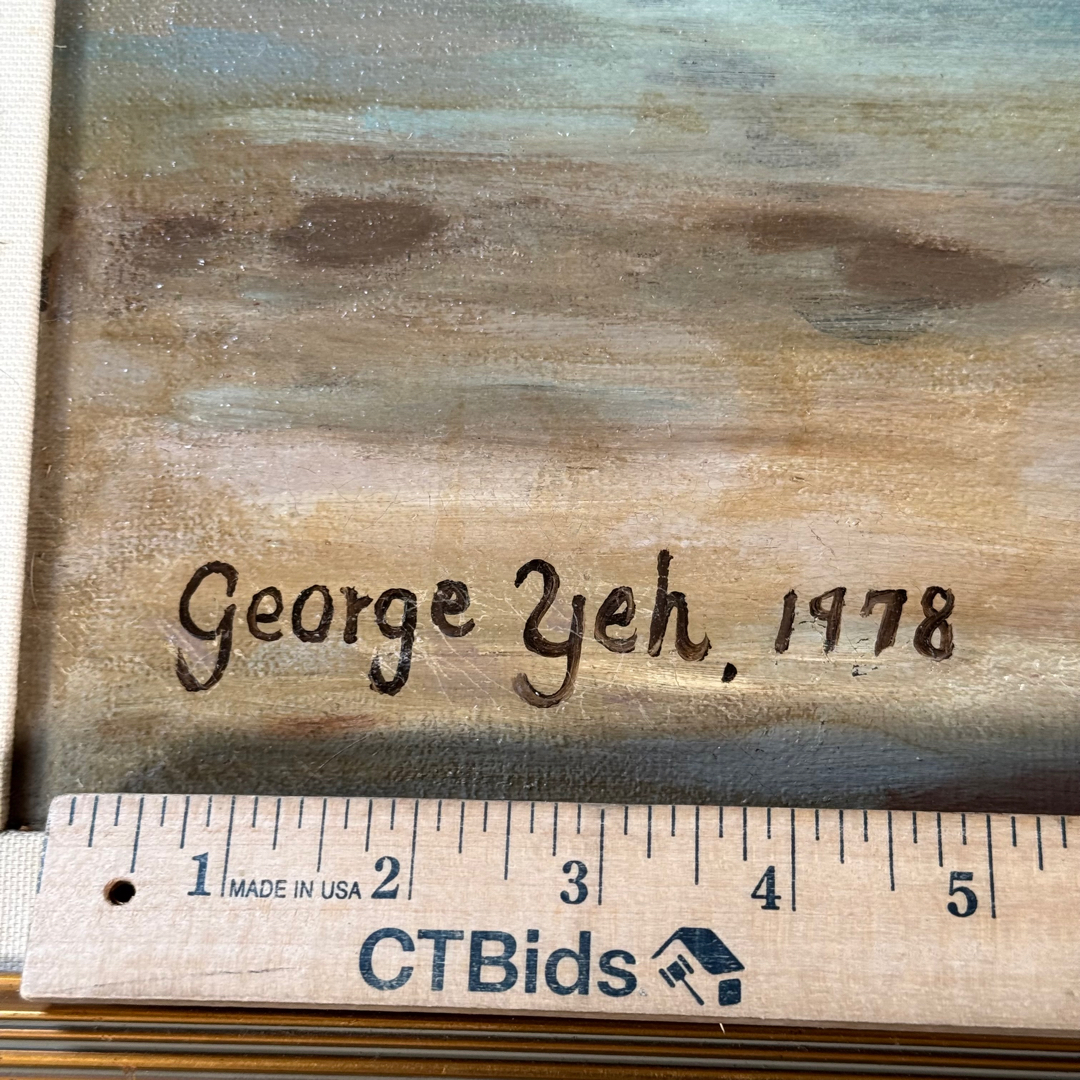 George Yeh. 1978
1 2 3 4 5
MADE IN USA
CTBids